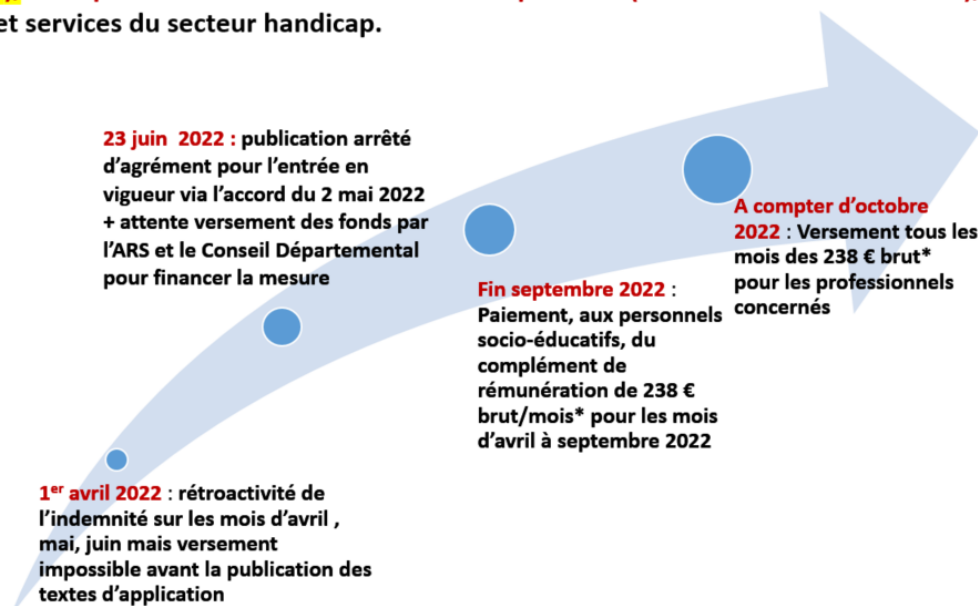 et services du secteur handicap.
23 juin 2022 : publication arrêté
d'agrément pour l'entrée en
vigueur via l'accord du 2 mai 2022
+ attente versement des fonds par
l'ARS et le Conseil Départemental
pour financer la mesure
A compter d'octobre
2022 : Versement tous les
mois des 238 € brut*
pour les professionnels
concernés
Fin septembre 2022 :
Paiement, aux personnels
socio-éducatifs, du
complément de
rémunération de 238 €
brut/mois* pour les mois
d'avril à septembre 2022
1er avril 2022 : rétroactivité de
l'indemnité sur les mois d'avril ,
mai, juin mais versement
impossible avant la publication des
textes d'application